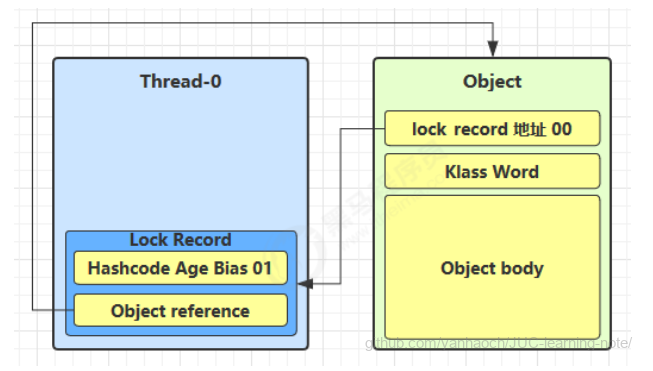 Thread-0
Lock Record
Hashcode Age Bias 01
Object reference
Object
lock record 地址 00
Klass Word
Object body
github.com/vanhaoch/JUC-learning-note/